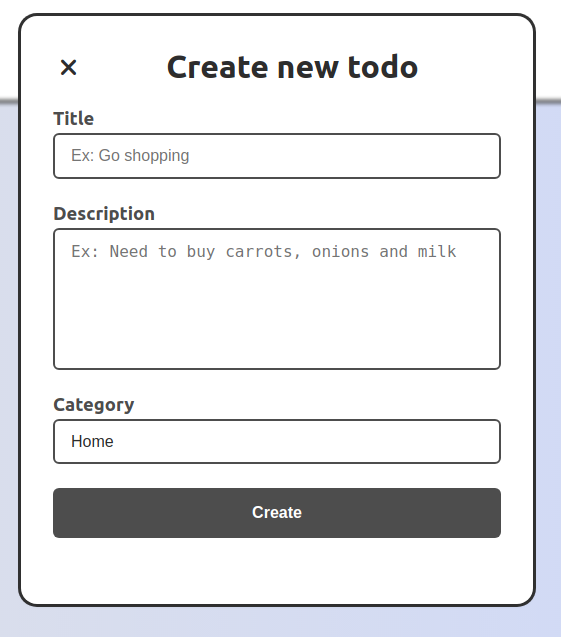 Create new todo
Title
Ex: Go shopping
Description
Ex: Need to buy carrots, onions and milk
Category
Home
Create